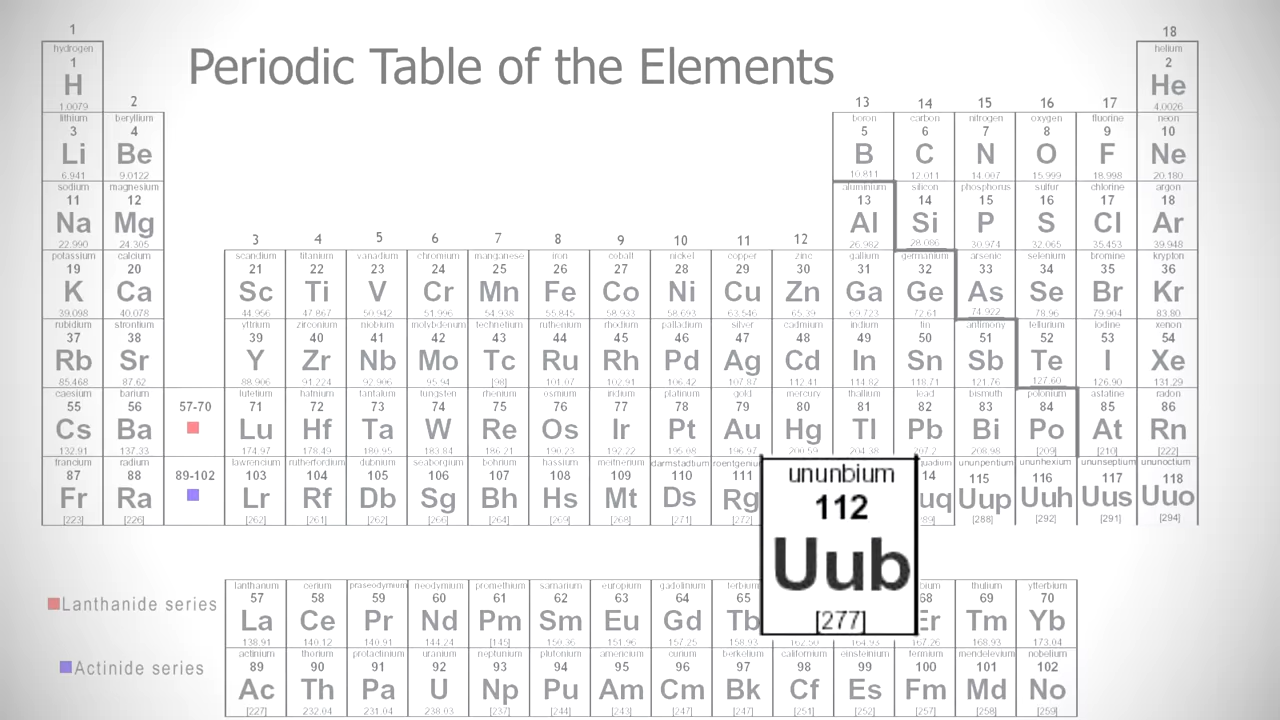 1 18
Periodic Table of the Elements
hydrogen helium
1 2
H He
1.0079 4.0026
2 13 14 15 16 17
lithium beryllium boron carbon nitrogen oxygen fluorine neon
3 4 5 6 7 8 9 10
Li Be B C N O F Ne
6.941 9.0122 10.811 12.011 14.007 15.999 18.998 20.180
sodium magnesium aluminium silicon phosphorus sulfur chlorine argon
11 12 13 14 15 16 17 18
Na Mg Al Si P S Cl Ar
22.990 24.305 26.982 28.086 30.974 32.065 35.453 39.948
3 4 5 6 7 8 9 10 11 12
potassium calcium scandium titanium vanadium chromium manganese iron cobalt nickel copper zinc gallium germanium arsenic selenium bromine krypton
19 20 21 22 23 24 25 26 27 28 29 30 31 32 33 34 35 36
K Ca Sc Ti V Cr Mn Fe Co Ni Cu Zn Ga Ge As Se Br Kr
39.098 40.078 44.956 47.867 50.942 51.996 54.938 55.845 58.933 58.693 63.546 65.39 69.723 72.61 74.922 78.96 79.904 83.80
rubidium strontium yttrium zirconium niobium molybdenum technetium ruthenium rhodium palladium silver cadmium indium tin antimony tellurium iodine xenon
37 38 39 40 41 42 43 44 45 46 47 48 49 50 51 52 53 54
Rb Sr Y Zr Nb Mo Tc Ru Rh Pd Ag Cd In Sn Sb Te I Xe
85.468 87.62 88.906 91.224 92.906 95.94 [98] 101.07 102.91 106.42 107.87 112.41 114.82 118.71 121.76 127.60 126.90 131.29
caesium barium lutetium hafnium tantalum tungsten rhenium osmium iridium platinum gold mercury thallium lead bismuth polonium astatine radon
55 56 57-70 71 72 73 74 75 76 77 78 79 80 81 82 83 84 85 86
Cs Ba Lu Hf Ta W Re Os Ir Pt Au Hg Tl Pb Bi Po At Rn
132.91 137.33 174.97 178.49 180.95 183.84 186.21 190.23 192.22 195.08 196.97 200.59 204.38 207.2 208.98 [209] [210] [222]
francium radium lawrencium rutherfordium dubnium seaborgium bohrium hassium meitnerium darmstadtium roentgeniu ununbium quadium ununpentium ununhexium ununseptium ununoctium
87 88 89-102 103 104 105 106 107 108 109 110 111 112 14 115 116 117 118
Fr Ra Lr Rf Db Sg Bh Hs Mt Ds Rg Uub uq Uup Uuh Uus Uuo
[223] [226] [262] [261] [262] [266] [264] [269] [268] [271] [272] [277] 289] [288] [292] [291] [294]
lanthanum cerium praseodymium neodymium promethium samarium europium gadolinium terbium bium thulium ytterbium
57 58 59 60 61 62 63 64 65 68 69 70
Lanthanide series
La Ce Pr Nd Pm Sm Eu Gd Tb Er Tm Yb
138.91 140.12 140.91 144.24 [145] 150.36 151.96 157.25 158.93 162.50 164.93 167.26 168.93 173.04
actinium thorium protactinium uranium neptunium plutonium americium curium berkelium californium einsteinium fermium mendelevium nobelium
89 90 91 92 93 94 95 96 97 98 99 100 101 102
Actinide series
Ac Th Pa U Np Pu Am Cm Bk Cf Es Fm Md No
[227] 232.04 231.04 238.03 [237] [244] [243] [247] [247] [251] [252] [257] [258] [259]